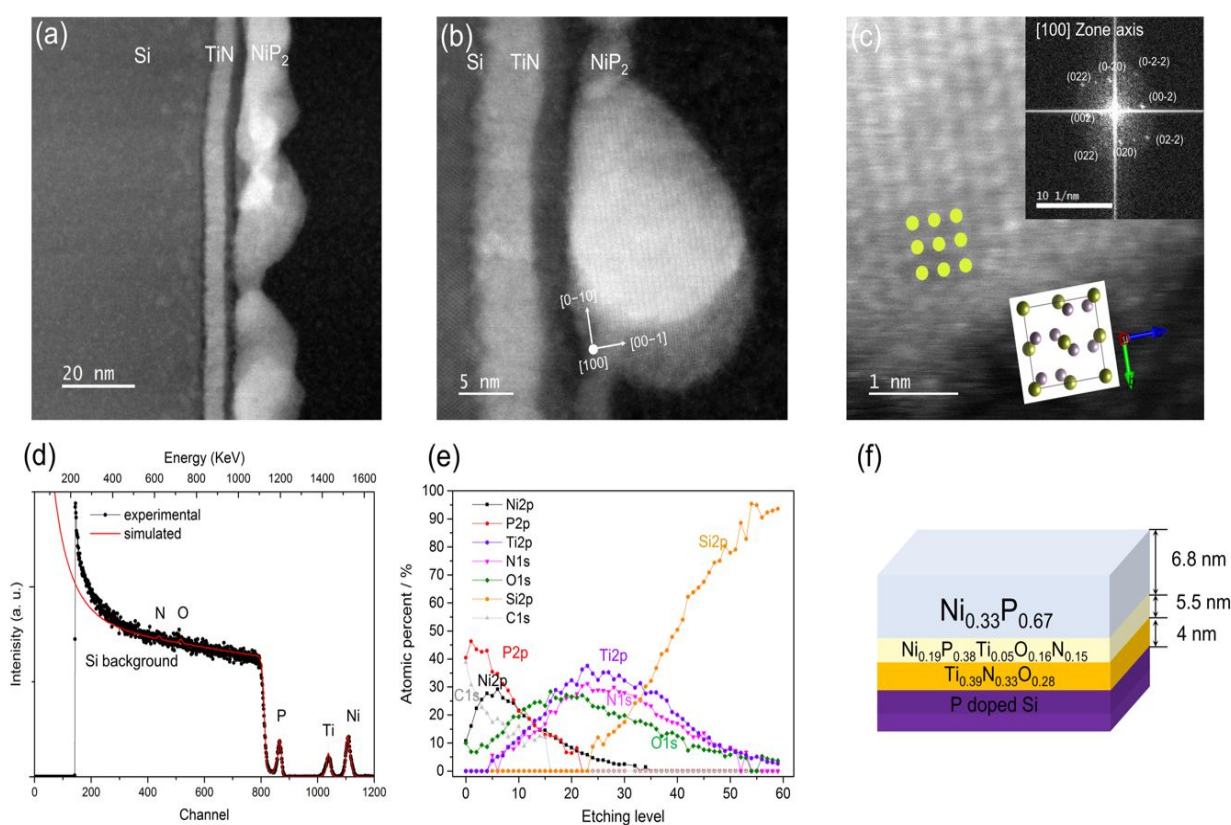 (a)
Si
TiN
NiP2
20 nm
(b)
Si
TiN
NiP2
[0−10]
[00−1]
[100]
5 nm
(c)
[100] Zone axis
(0-20)
(0-2-2)
(022)
(00-2)
(002)
(02-2)
(022)
(020)
10 1/nm
1 nm
(d)
Energy (KeV)
200 400 600 800 1000 1200 1400 1600
experimental
simulated
N O
Si background
P
Ti
Ni
Intenisity (a. u.)
0 200 400 600 800 1000 1200
Channel
(e)
100
90
80
70
60
50
40
30
20
10
0
Atomic percent / %
Ni2p
P2p
Ti2p
N1s
O1s
Si2p
C1s
Si2p
P2p
Ni2p
C1s
Ti2p
N1s
O1s
0 10 20 30 40 50 60
Etching level
(f)
6.8 nm
5.5 nm
4 nm
Ni0.33P0.67
Ni0.19P0.38Ti0.05O0.16N0.15
Ti0.39N0.33O0.28
P doped Si